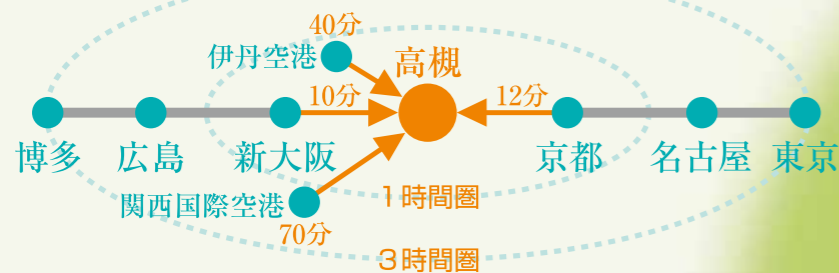 40分
伊丹空港
高槻
10分
12分
博多
広島
新大阪
京都
名古屋
東京
関西国際空港
70分
1時間圏
3時間圏